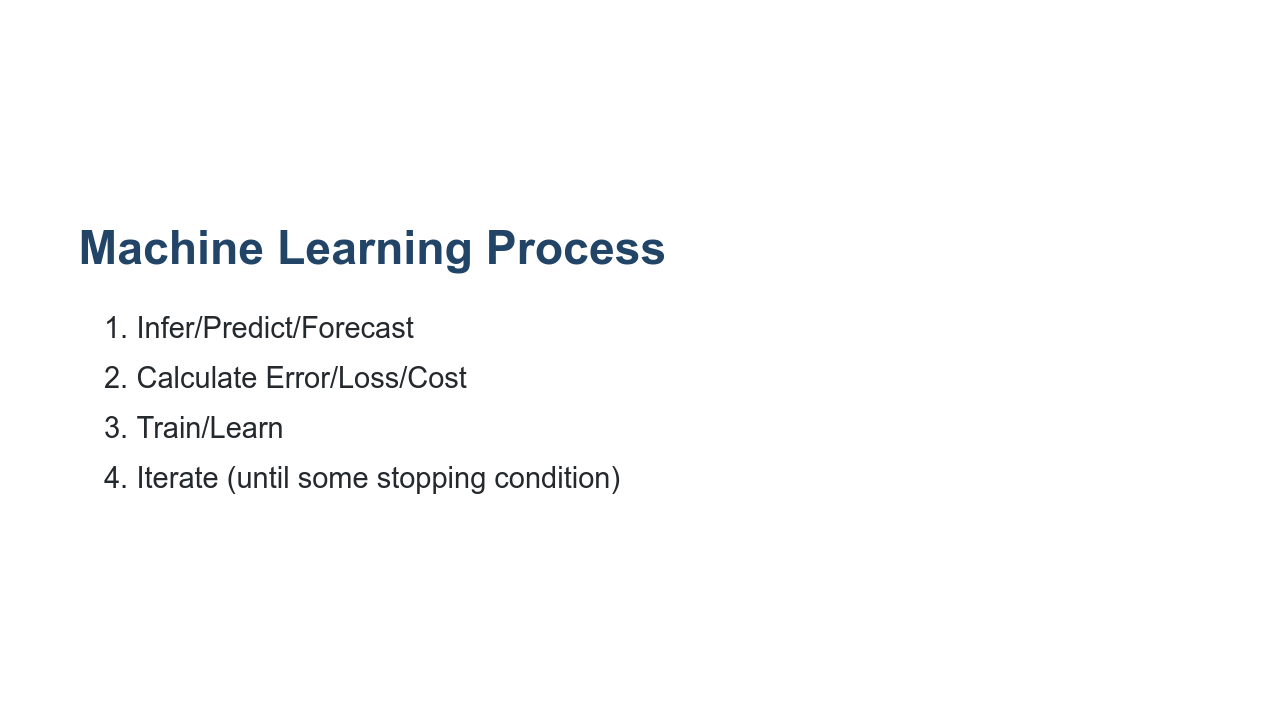 Machine Learning Process
1. Infer/Predict/Forecast
2. Calculate Error/Loss/Cost
3. Train/Learn
4. Iterate (until some stopping condition)